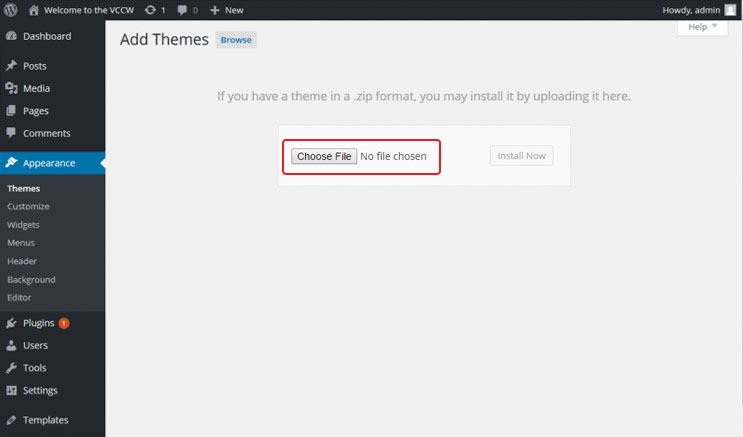 Welcome to the VCCW 1 0 New Howdy, admin
Help
Add Themes Browse
Dashboard
Posts
Media
Pages
Comments
Appearance
Themes
Customize
Widgets
Menus
Header
Background
Editor
Plugins 1
Users
Tools
Settings
Templates
If you have a theme in a .zip format, you may install it by uploading it here.
Choose File No file chosen Install Now